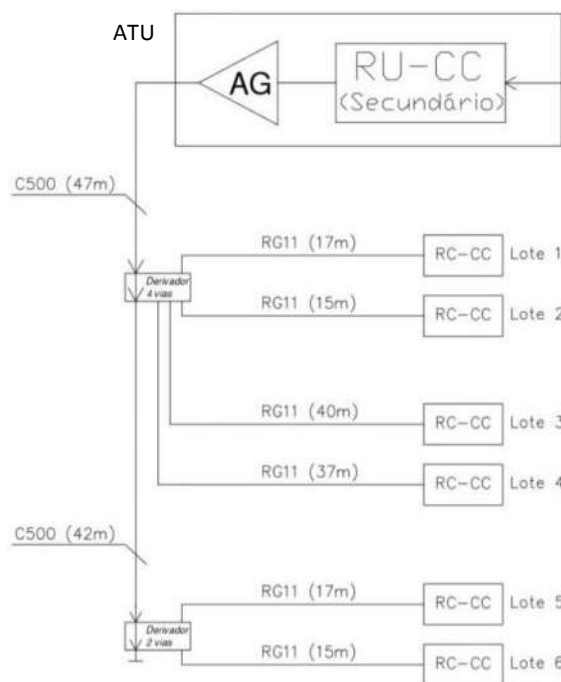 ATU
AG
RU-CC
(Secundário)
C500 (47m)
RG11 (17m)
RC-CC
Lote 1
Derivador
4 vias
RG11 (15m)
RC-CC
Lote 2
RG11 (40m)
RC-CC
Lote 3
RG11 (37m)
RC-CC
Lote 4
C500 (42m)
RG11 (17m)
RC-CC
Lote 5
Derivador
2 vias
RG11 (15m)
RC-CC
Lote 6